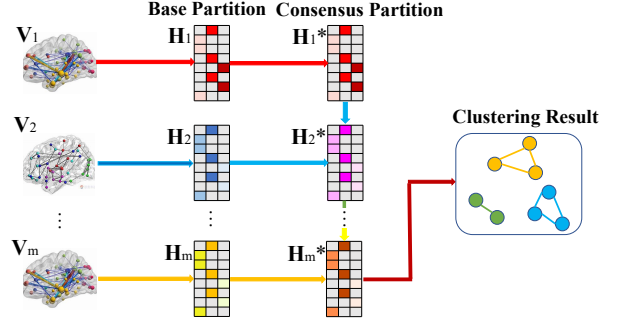 Base Partition
Consensus Partition
V1
H1
H1*
V2
H2
H2*
Clustering Result
...
...
...
Vm
Hm
Hm*